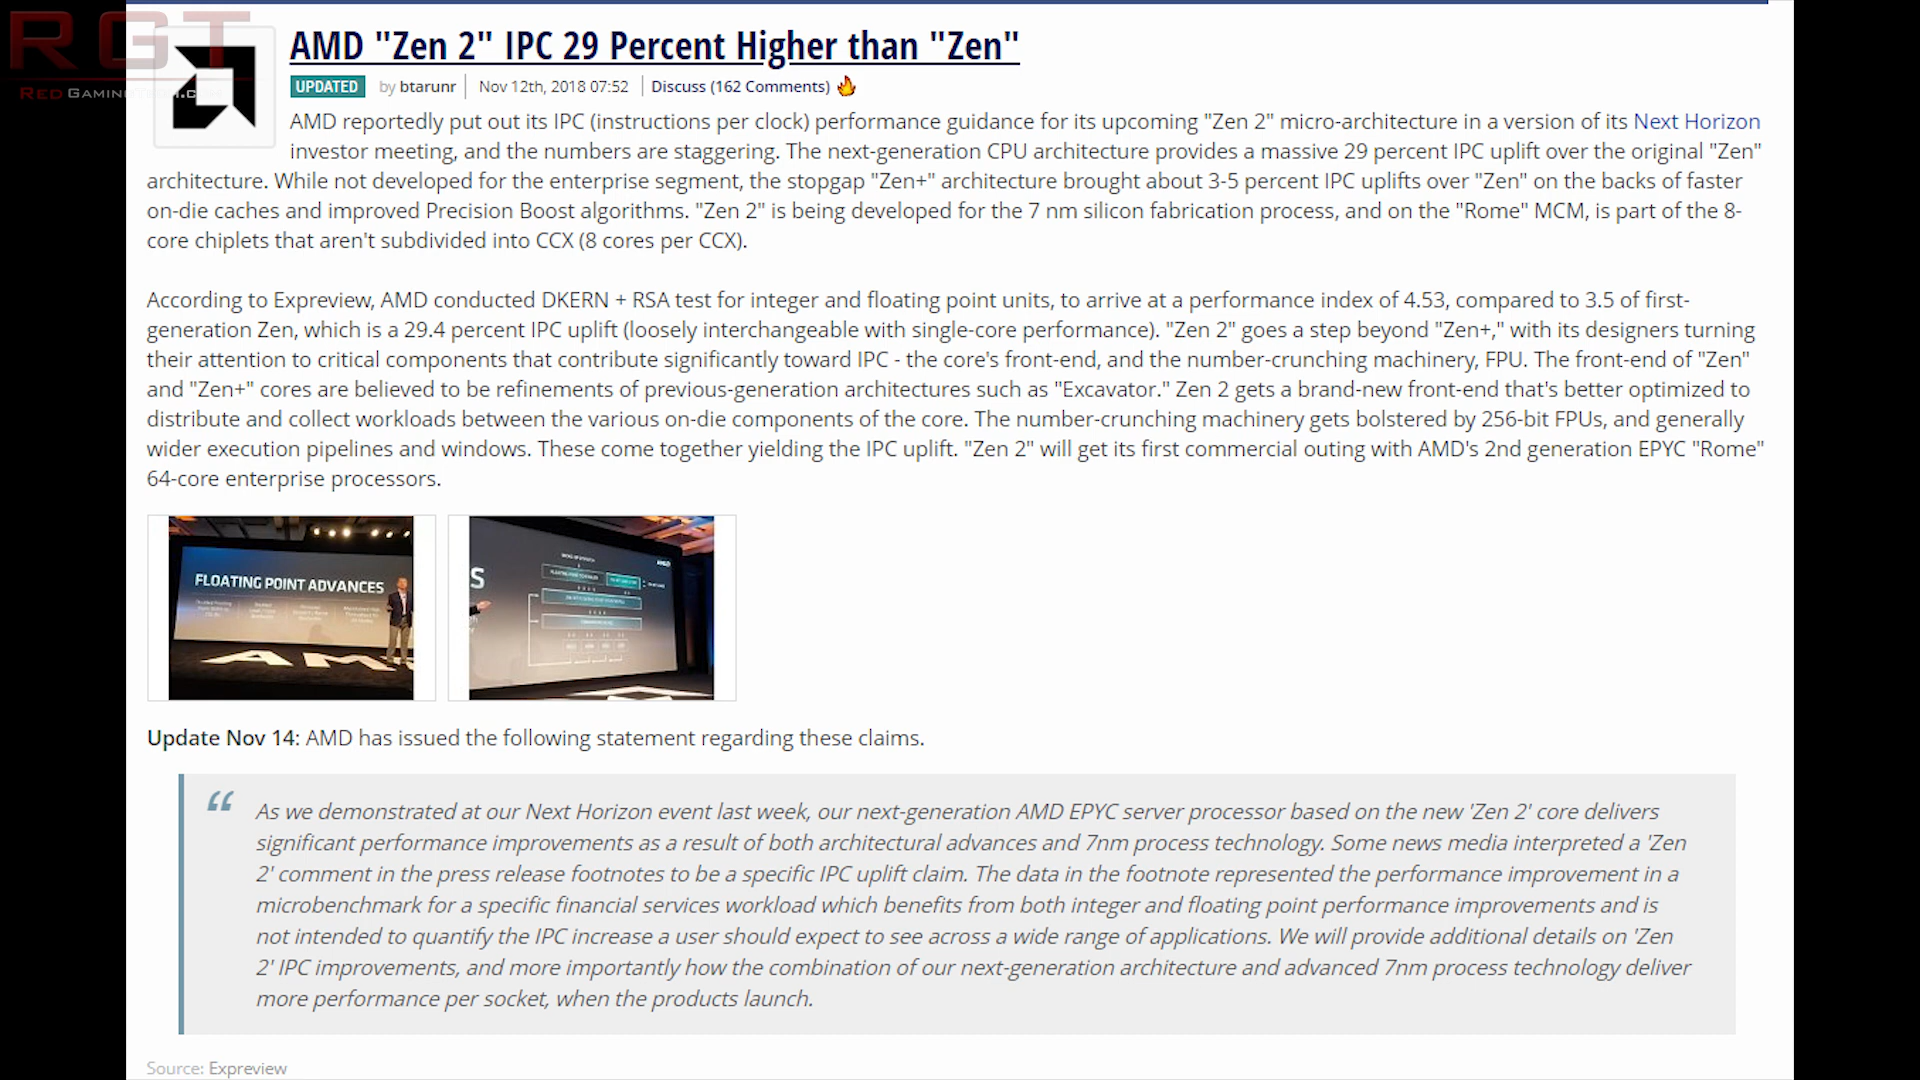 RGT
RedGamingTech.com
AMD "Zen 2" IPC 29 Percent Higher than "Zen"
UPDATED by btarunr Nov 12th, 2018 07:52 Discuss (162 Comments)
AMD reportedly put out its IPC (instructions per clock) performance guidance for its upcoming "Zen 2" micro-architecture in a version of its Next Horizon
investor meeting, and the numbers are staggering. The next-generation CPU architecture provides a massive 29 percent IPC uplift over the original "Zen"
architecture. While not developed for the enterprise segment, the stopgap "Zen+" architecture brought about 3-5 percent IPC uplifts over "Zen" on the backs of faster
on-die caches and improved Precision Boost algorithms. "Zen 2" is being developed for the 7 nm silicon fabrication process, and on the "Rome" MCM, is part of the 8-
core chiplets that aren't subdivided into CCX (8 cores per CCX).
According to Expreview, AMD conducted DKERN + RSA test for integer and floating point units, to arrive at a performance index of 4.53, compared to 3.5 of first-
generation Zen, which is a 29.4 percent IPC uplift (loosely interchangeable with single-core performance). "Zen 2" goes a step beyond "Zen+," with its designers turning
their attention to critical components that contribute significantly toward IPC - the core's front-end, and the number-crunching machinery, FPU. The front-end of "Zen"
and "Zen+" cores are believed to be refinements of previous-generation architectures such as "Excavator." Zen 2 gets a brand-new front-end that's better optimized to
distribute and collect workloads between the various on-die components of the core. The number-crunching machinery gets bolstered by 256-bit FPUs, and generally
wider execution pipelines and windows. These come together yielding the IPC uplift. "Zen 2" will get its first commercial outing with AMD's 2nd generation EPYC "Rome"
64-core enterprise processors.
FLOATING POINT ADVANCES
Update Nov 14: AMD has issued the following statement regarding these claims.
“ As we demonstrated at our Next Horizon event last week, our next-generation AMD EPYC server processor based on the new 'Zen 2' core delivers
significant performance improvements as a result of both architectural advances and 7nm process technology. Some news media interpreted a 'Zen
2' comment in the press release footnotes to be a specific IPC uplift claim. The data in the footnote represented the performance improvement in a
microbenchmark for a specific financial services workload which benefits from both integer and floating point performance improvements and is
not intended to quantify the IPC increase a user should expect to see across a wide range of applications. We will provide additional details on 'Zen
2' IPC improvements, and more importantly how the combination of our next-generation architecture and advanced 7nm process technology deliver
more performance per socket, when the products launch.
Source: Expreview